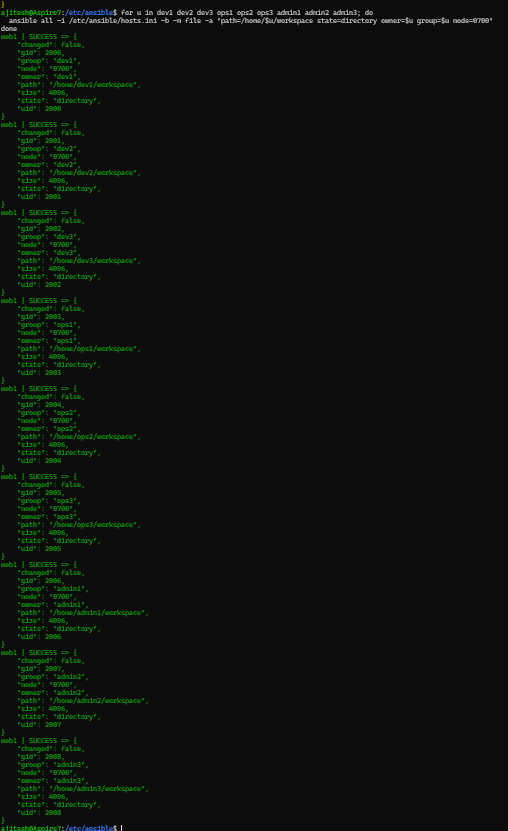 }
ajitesh@Aspire7:/etc/ansible$ for u in dev1 dev2 dev3 ops1 ops2 ops3 admin1 admin2 admin3; do
  ansible all -i /etc/ansible/hosts.ini -b -m file -a "path=/home/$u/workspace state=directory owner=$u group=$u mode=0700"
done
web1 | SUCCESS => {
    "changed": false,
    "gid": 2000,
    "group": "dev1",
    "mode": "0700",
    "owner": "dev1",
    "path": "/home/dev1/workspace",
    "size": 4096,
    "state": "directory",
    "uid": 2000
}
web1 | SUCCESS => {
    "changed": false,
    "gid": 2001,
    "group": "dev2",
    "mode": "0700",
    "owner": "dev2",
    "path": "/home/dev2/workspace",
    "size": 4096,
    "state": "directory",
    "uid": 2001
}
web1 | SUCCESS => {
    "changed": false,
    "gid": 2002,
    "group": "dev3",
    "mode": "0700",
    "owner": "dev3",
    "path": "/home/dev3/workspace",
    "size": 4096,
    "state": "directory",
    "uid": 2002
}
web1 | SUCCESS => {
    "changed": false,
    "gid": 2003,
    "group": "ops1",
    "mode": "0700",
    "owner": "ops1",
    "path": "/home/ops1/workspace",
    "size": 4096,
    "state": "directory",
    "uid": 2003
}
web1 | SUCCESS => {
    "changed": false,
    "gid": 2004,
    "group": "ops2",
    "mode": "0700",
    "owner": "ops2",
    "path": "/home/ops2/workspace",
    "size": 4096,
    "state": "directory",
    "uid": 2004
}
web1 | SUCCESS => {
    "changed": false,
    "gid": 2005,
    "group": "ops3",
    "mode": "0700",
    "owner": "ops3",
    "path": "/home/ops3/workspace",
    "size": 4096,
    "state": "directory",
    "uid": 2005
}
web1 | SUCCESS => {
    "changed": false,
    "gid": 2006,
    "group": "admin1",
    "mode": "0700",
    "owner": "admin1",
    "path": "/home/admin1/workspace",
    "size": 4096,
    "state": "directory",
    "uid": 2006
}
web1 | SUCCESS => {
    "changed": false,
    "gid": 2007,
    "group": "admin2",
    "mode": "0700",
    "owner": "admin2",
    "path": "/home/admin2/workspace",
    "size": 4096,
    "state": "directory",
    "uid": 2007
}
web1 | SUCCESS => {
    "changed": false,
    "gid": 2008,
    "group": "admin3",
    "mode": "0700",
    "owner": "admin3",
    "path": "/home/admin3/workspace",
    "size": 4096,
    "state": "directory",
    "uid": 2008
}
ajitesh@Aspire7:/etc/ansible$